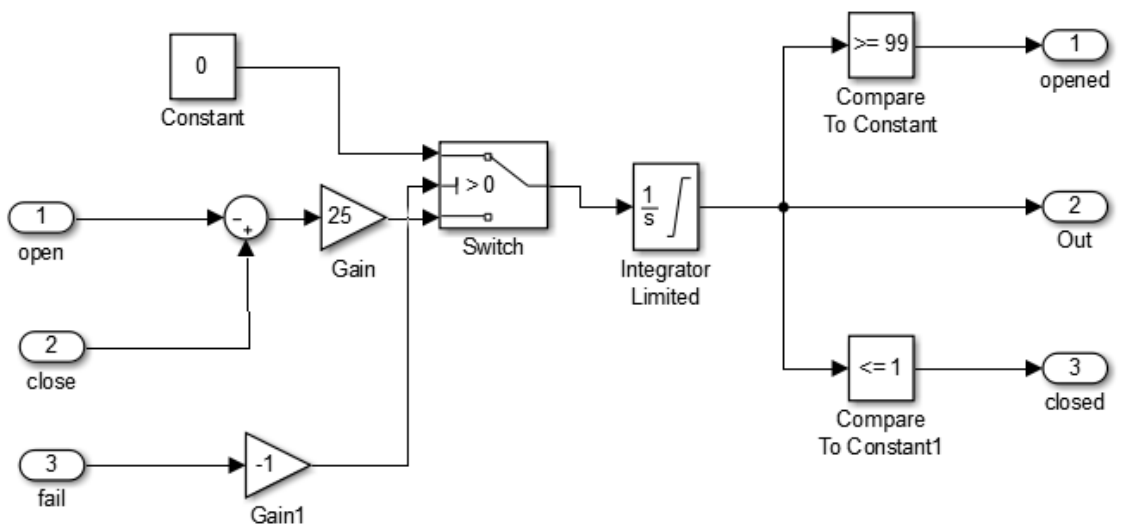 0
Constant
1
open
-
+
25
Gain
> 0
Switch
2
close
3
fail
-1
Gain1
1
s
Integrator
Limited
>= 99
Compare
To Constant
1
opened
2
Out
<= 1
Compare
To Constant1
3
closed